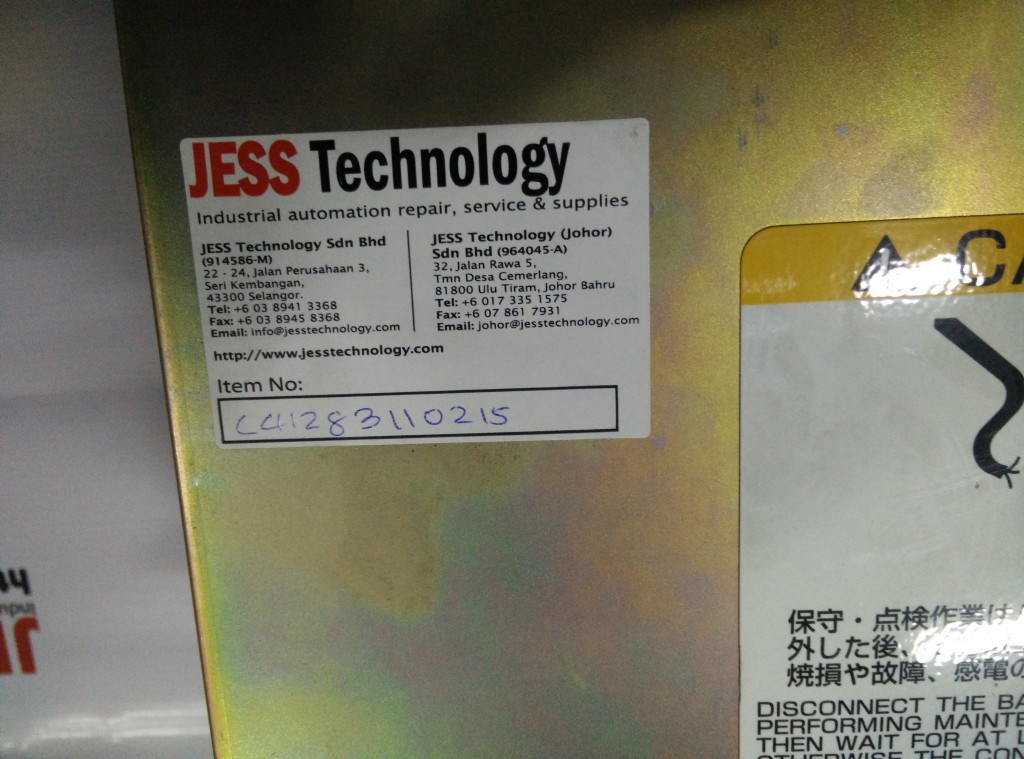 JESS Technology
Industrial automation repair, service & supplies
JESS Technology Sdn Bhd
(914586-M)
22 - 24, Jalan Perusahaan 3,
Seri Kembangan,
43300 Selangor.
Tel: +6 03 8941 3368
Fax: +6 03 8945 8368
Email: info@jesstechnology.com
JESS Technology (Johor)
Sdn Bhd (964045-A)
32, Jalan Rawa 5,
Tmn Desa Cemerlang,
81800 Ulu Tiram, Johor Bahru
Tel: +6 017 335 1575
Fax: +6 07 861 7931
Email: johor@jesstechnology.com
http://www.jesstechnology.com
Item No:
C41283110215
保守・点検作業は
外した後、
焼損や故障、感電の
DISCONNECT THE
PERFORMING
THEN WAIT FOR AT
OTHERWISE THE